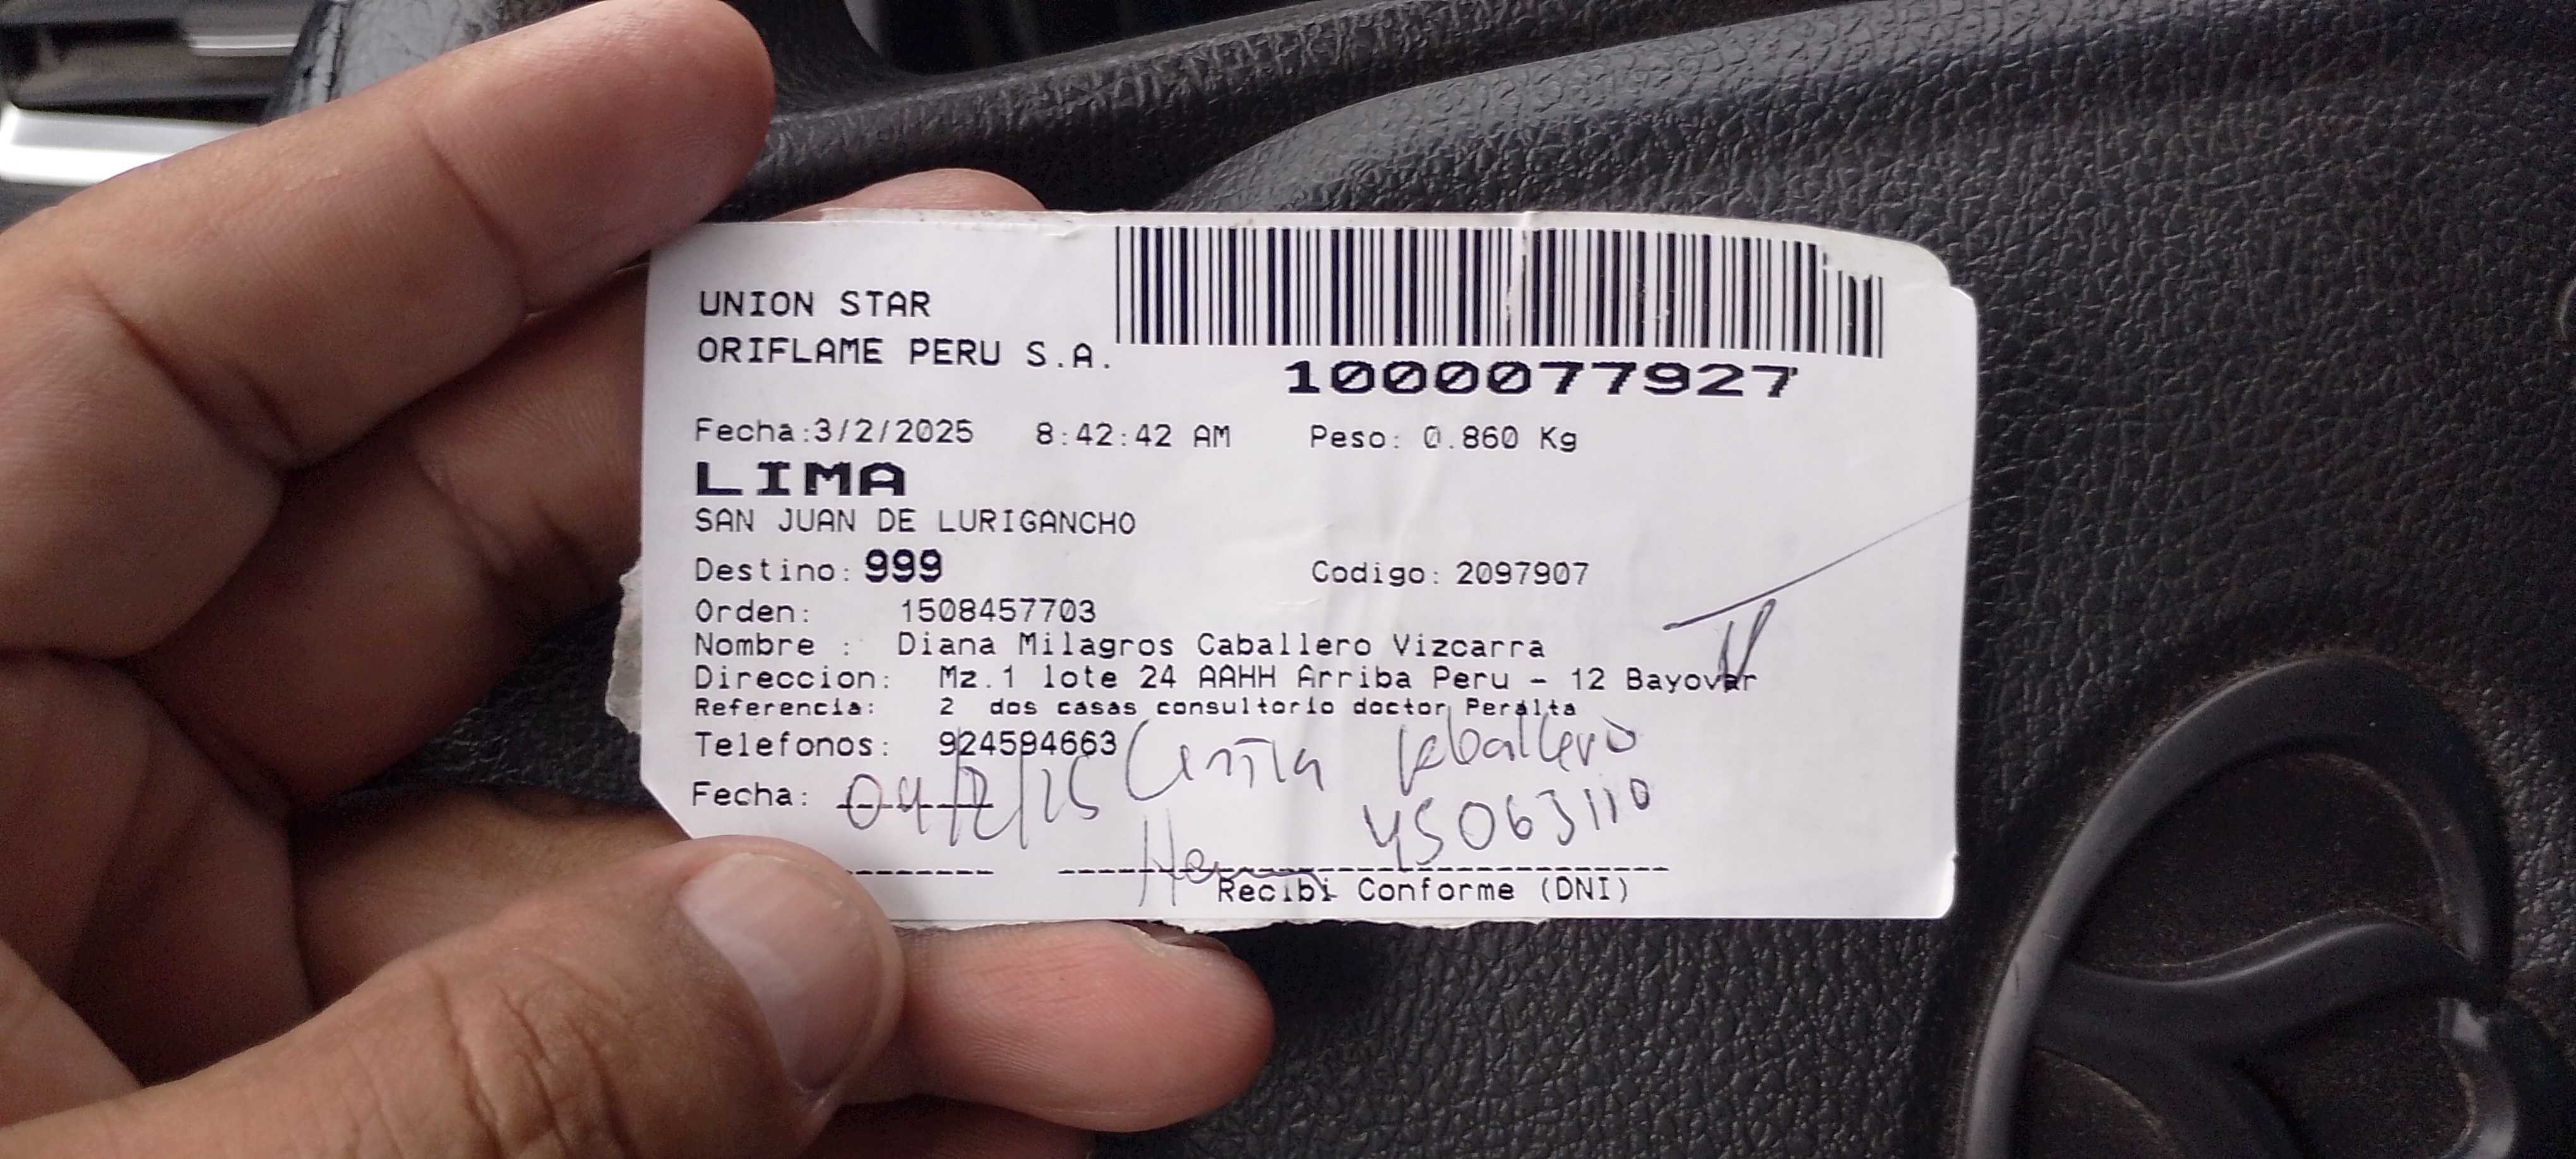 UNION STAR
ORIFLAME PERU S.A.
1000077927
Fecha:3/2/2025 8:42:42 AM Peso: 0.860 Kg
LIMA
SAN JUAN DE LURIGANCHO
Destino: 999 Codigo: 2097907
Orden: 1508457703
Nombre : Diana Milagros Caballero Vizcarra
Direccion: Mz.1 lote 24 AAHH Arriba Peru - 12 Bayovar
Referencia: 2 dos casas consultorio doctor Peralta
Telefonos: 924594663
Caballero
Fecha: 04/2/25
45063110
Recibi Conforme (DNI)